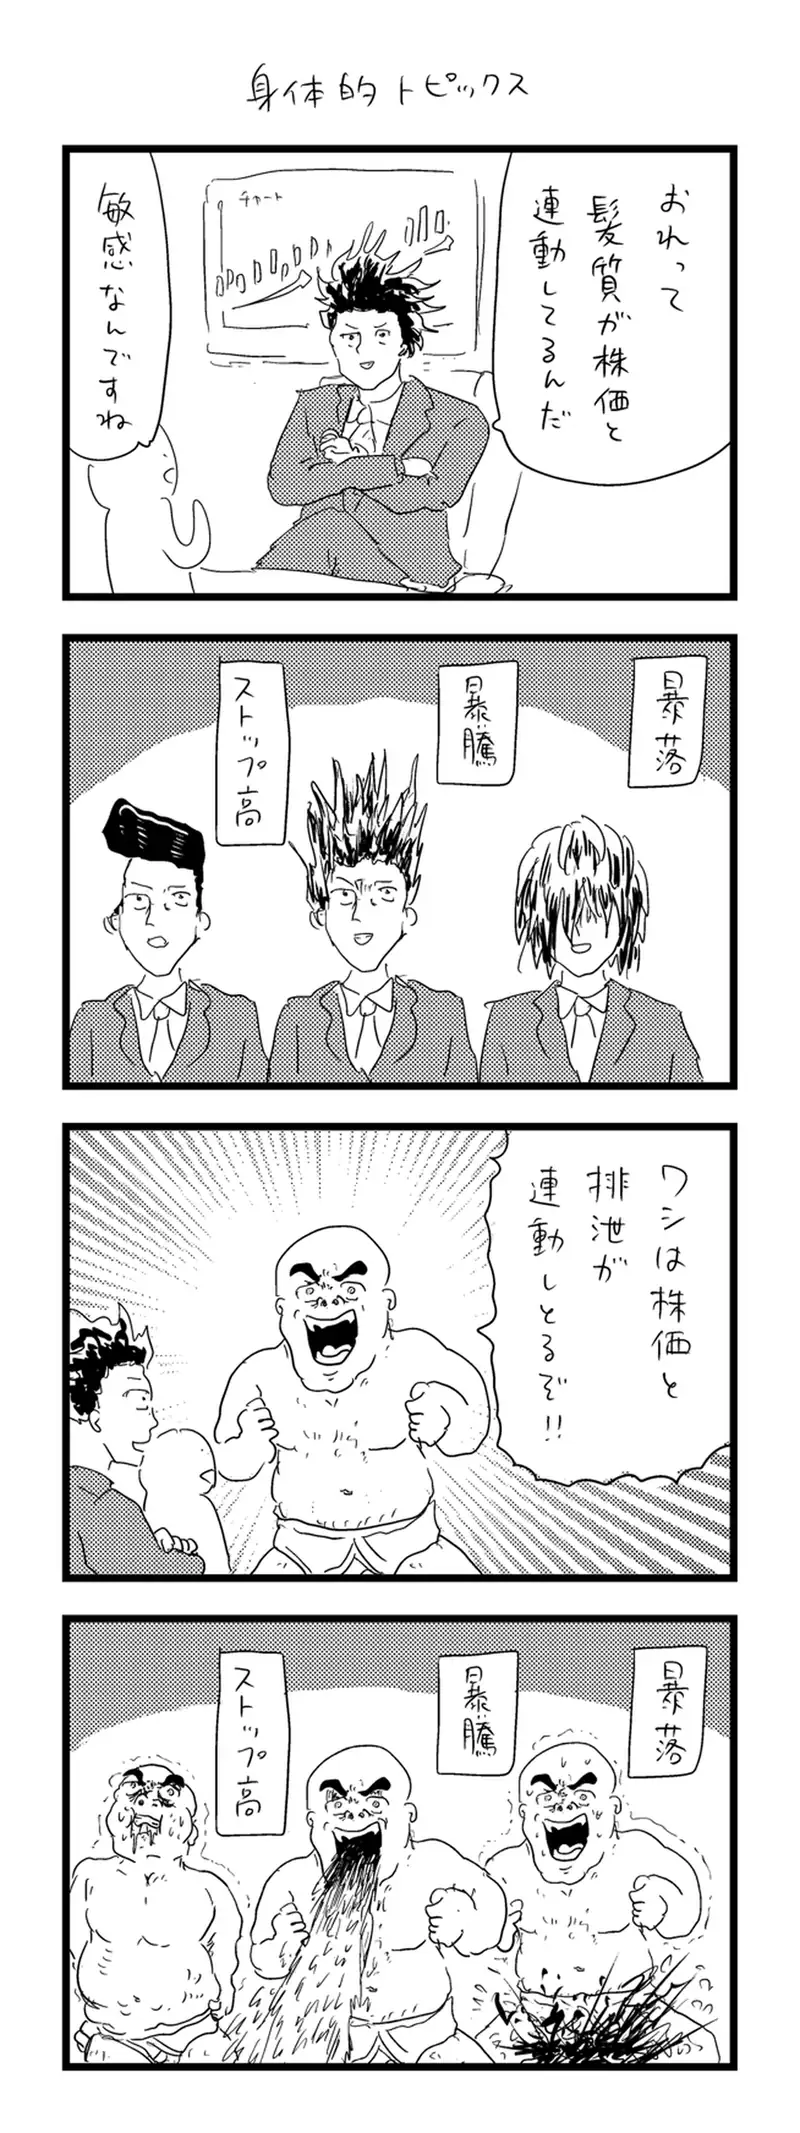 身体的トピックス
おれって
髪質が株価と
連動してるんだ
チャート
敏感なんですね
暴落
暴騰
ストップ高
ワシは株価と
排泄が
連動しとるぞ!!
暴落
暴騰
ストップ高